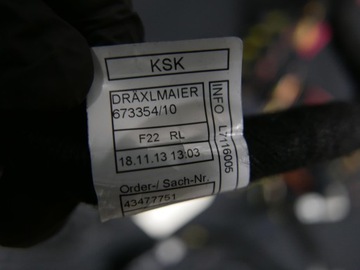 KSK
DRÄXLMAIER
673354/10
F22 RL
18.11.13 13:03
Order-/ Sach-Nr.
43477751
INFO L7116005